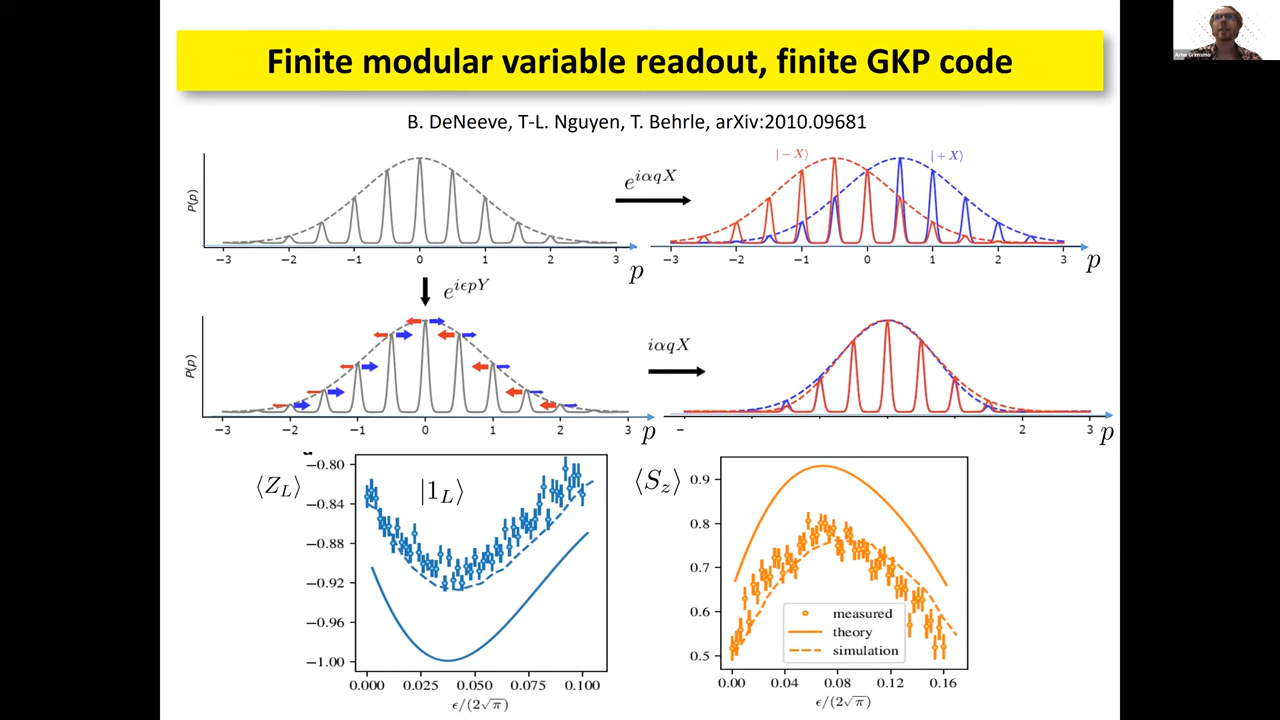 Finite modular variable readout, finite GKP code
B. DeNeeve, T-L. Nguyen, T. Behrle, arXiv:2010.09681
P(p)
−3 −2 −1 0 1 2 3 p
e^{iαqX}
|−X⟩ |+X⟩
−3 −2 −1 0 1 2 3 p
e^{iϵpY}
P(p)
−3 −2 −1 0 1 2 3 p
iαqX
2 3 p
⟨Z_L⟩
|1_L⟩
−0.80
−0.84
−0.88
−0.92
−0.96
−1.00
0.000 0.025 0.050 0.075 0.100
ϵ/(2√π)
⟨S_z⟩
0.9
0.8
0.7
0.6
0.5
measured
theory
simulation
0.00 0.04 0.08 0.12 0.16
ϵ/(2√π)